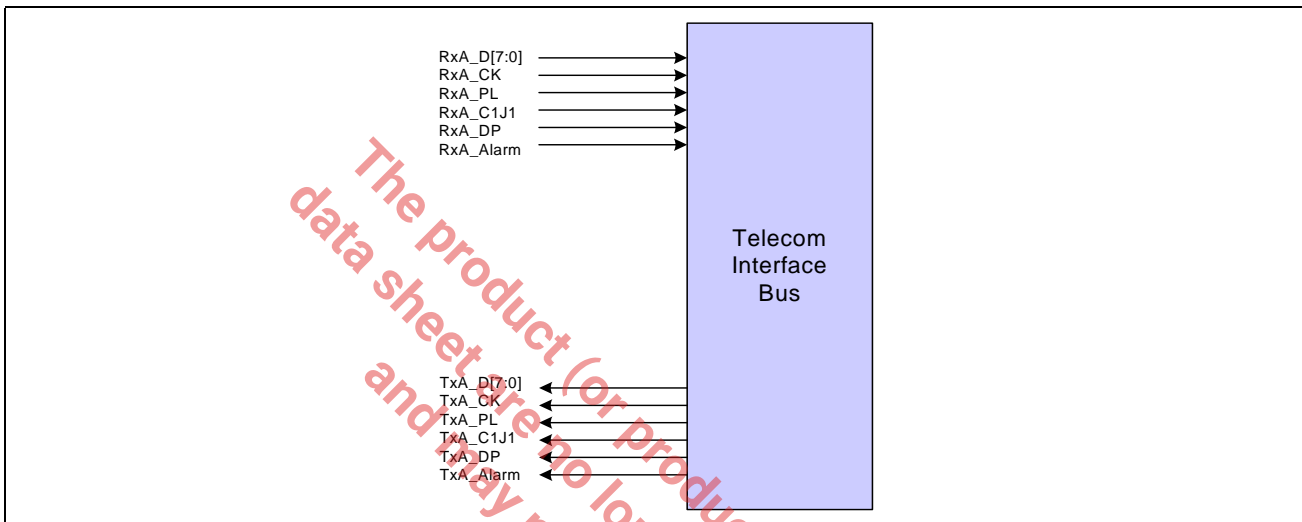 RxA_D[7:0]
RxA_CK
RxA_PL
RxA_C1J1
RxA_DP
RxA_Alarm
Telecom
Interface
Bus
TxA_D[7:0]
TxA_CK
TxA_PL
TxA_C1J1
TxA_DP
TxA_Alarm
The product (or produc
data sheet are no lo
and may